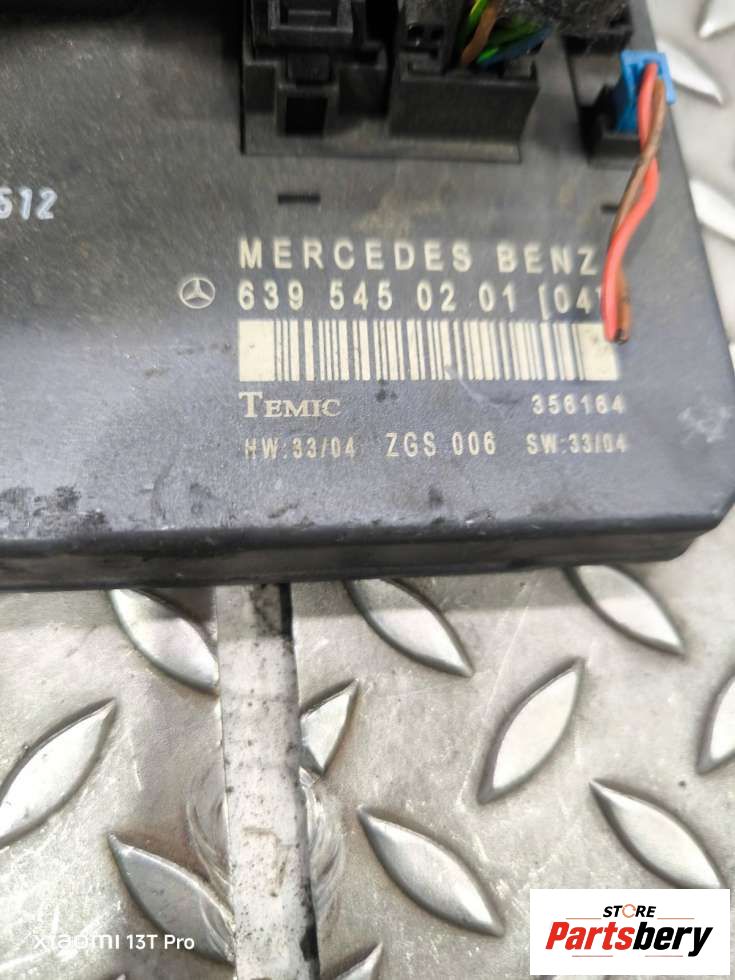 512
MERCEDES BENZ
639 545 02 01 [04]
TEMIC 356164
HW:33/04 ZGS 006 SW:33/04
XIAOMI 13T Pro
STORE
Partsbery